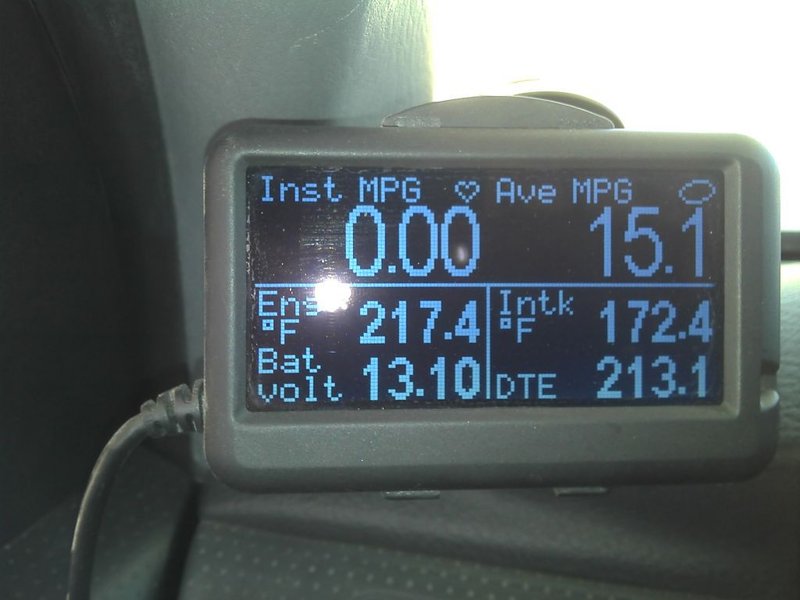 Inst MPG ♡ Ave MPG
0.00 15.1
Eng °F 217.4 Intk °F 172.4
Bat volt 13.10 DTE 213.1